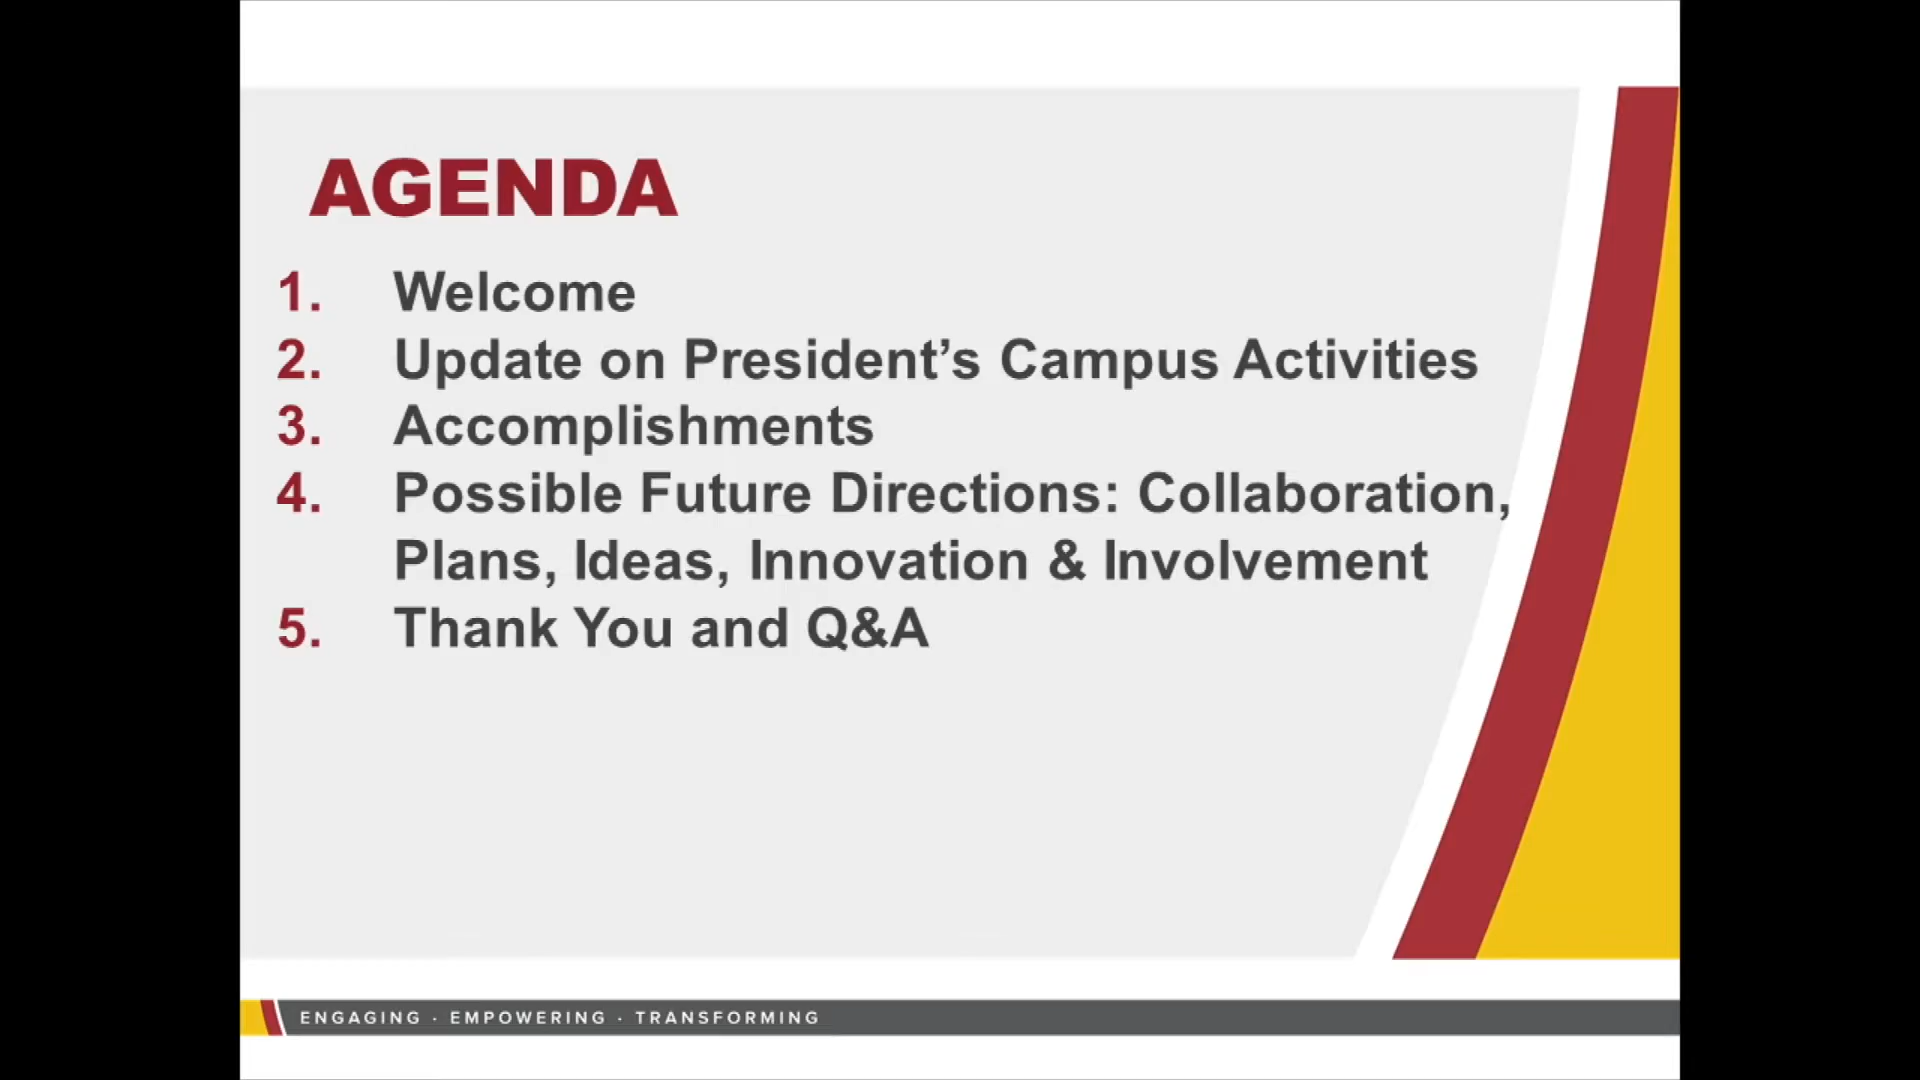 AGENDA
1. Welcome
2. Update on President’s Campus Activities
3. Accomplishments
4. Possible Future Directions: Collaboration,
Plans, Ideas, Innovation & Involvement
5. Thank You and Q&A
ENGAGING · EMPOWERING · TRANSFORMING